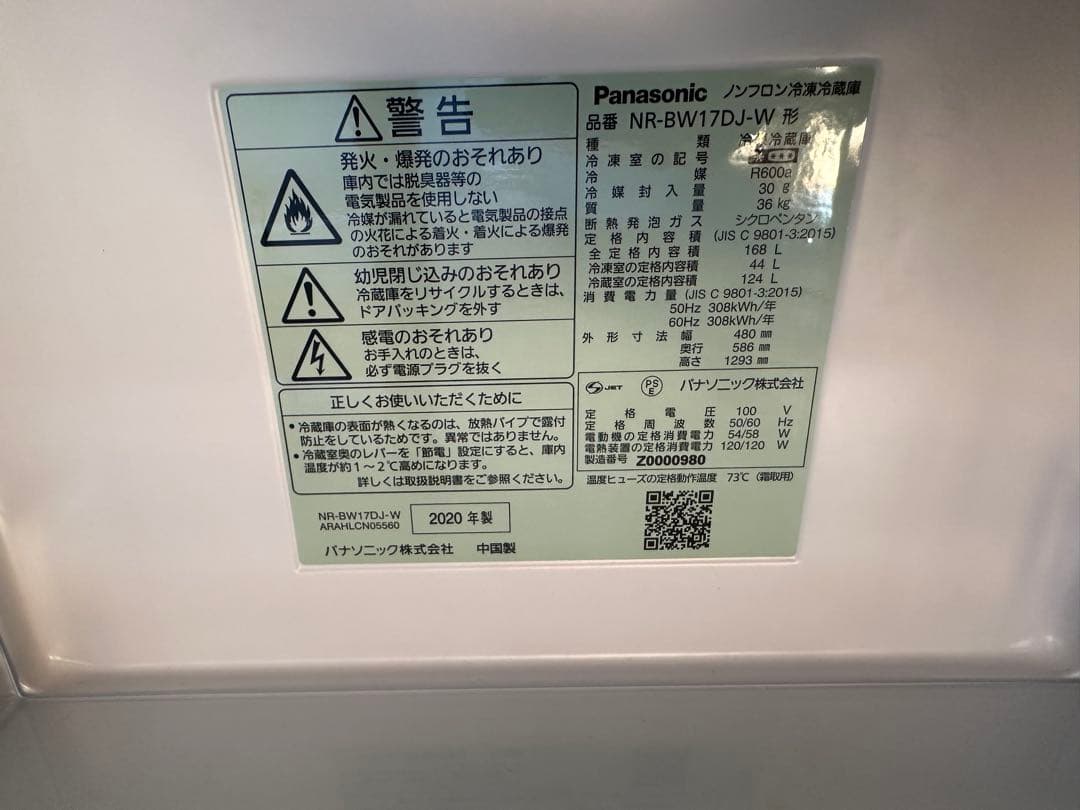 警告
発火・爆発のおそれあり
庫内では脱臭器等の
電気製品を使用しない
冷媒が漏れていると電気製品の接点
の火花による着火・着火による爆発
のおそれがあります
幼児閉じ込みのおそれあり
冷蔵庫をリサイクルするときは、
ドアパッキングを外す
感電のおそれあり
お手入れのときは、
必ず電源プラグを抜く
正しくお使いいただくために
・冷蔵庫の表面が熱くなるのは、放熱パイプで露付
防止をしているためです。異常ではありません。
・冷蔵室奥のレバーを「節電」設定にすると、庫内
温度が約1~2℃高めになります。
詳しくは取扱説明書をご参照ください。
NR-BW17DJ-W
ARAHLCN05560
2020 年製
パナソニック株式会社 中国製
Panasonic ノンフロン冷凍冷蔵庫
品番 NR-BW17DJ-W 形
種類 冷凍冷蔵庫
冷凍室の記号
冷媒 R600a
冷媒封入量 30 g
質量 36 kg
断熱発泡ガス シクロペンタン
定格内容積 (JIS C 9801-3:2015)
全定格内容積 168 L
冷凍室の定格内容積 44 L
冷蔵室の定格内容積 124 L
消費電力量 (JIS C 9801-3:2015)
50Hz 308kWh/年
60Hz 308kWh/年
外形寸法 幅 480 mm
奥行 586 mm
高さ 1293 mm
JET PSE パナソニック株式会社
定格電圧 100 V
定格周波数 50/60 Hz
電動機の定格消費電力 54/58 W
電熱装置の定格消費電力 120/120 W
製造番号 Z0000980
温度ヒューズの定格動作温度 73℃ (霜取用)